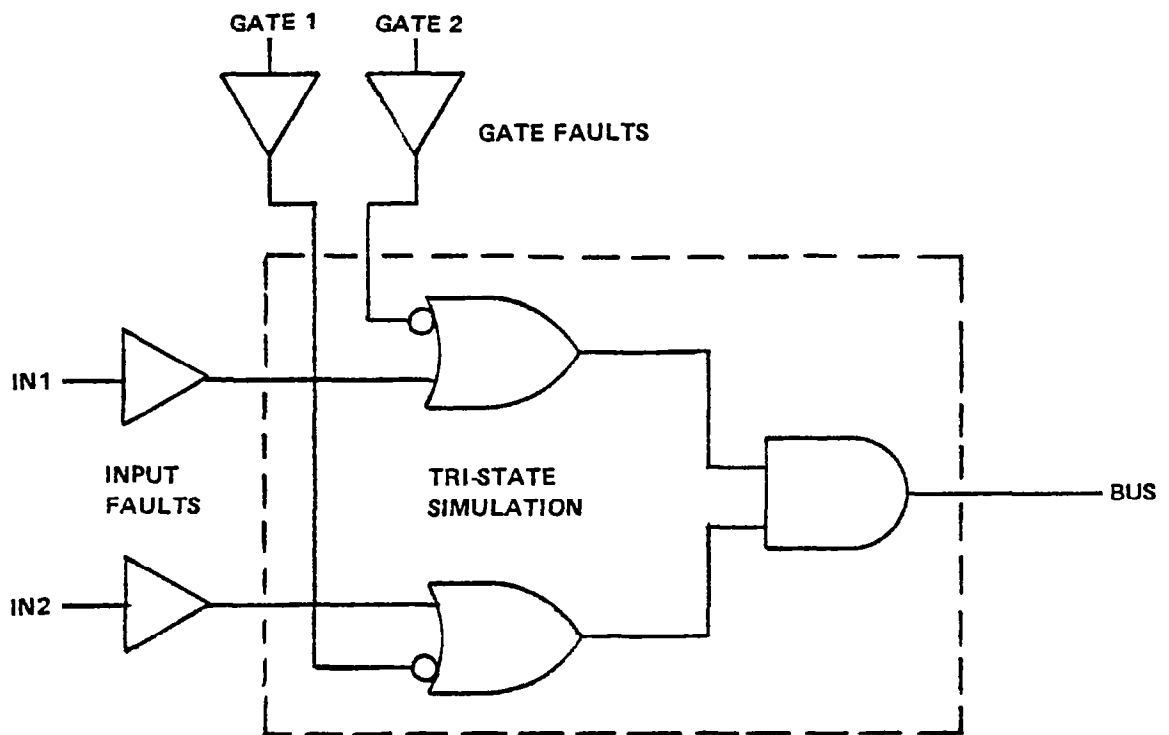 GATE 1
GATE 2
GATE FAULTS
IN1
INPUT
FAULTS
TRI-STATE
SIMULATION
BUS
IN2